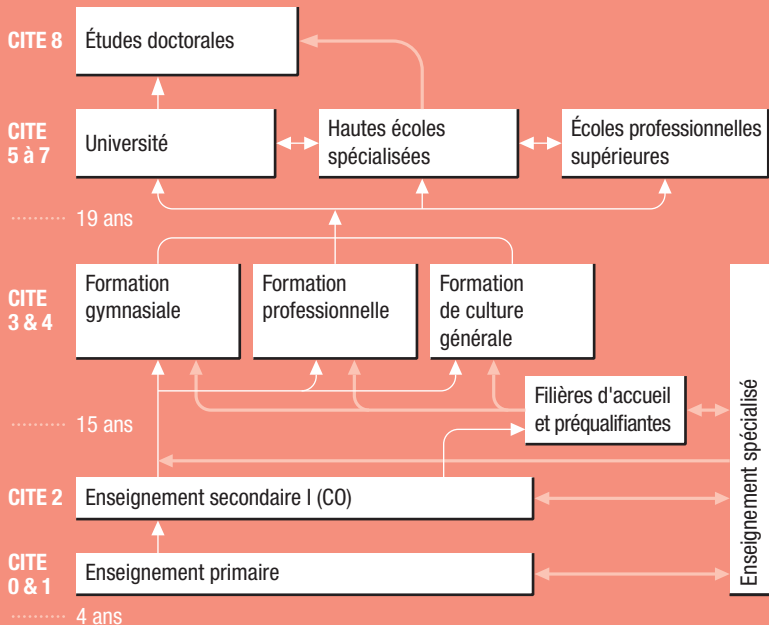 CITE 8
Études doctorales
CITE
5 à 7
Université
Hautes écoles
spécialisées
Écoles professionnelles
supérieures
19 ans
CITE
3 & 4
Formation
gymnasiale
Formation
professionnelle
Formation
de culture
générale
Filières d'accueil
et préqualifiantes
Enseignement spécialisé
15 ans
CITE 2
Enseignement secondaire I (CO)
CITE
0 & 1
Enseignement primaire
4 ans